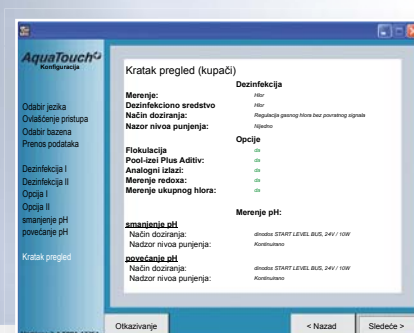 AquaTouch
Konfiguracija
Odabir jezika
Ovlašćenje pristupa
Odabir bazena
Prenos podataka
Dezinfekcija I
Dezinfekcija II
Opcija I
Opcija II
smanjenje pH
povećanje pH
Kratak pregled
Kratak pregled (kupači)
Dezinfekcija
Merenje: Hlor
Dezinfekciono sredstvo Hlor
Način doziranja: Regulacija gasnog hlora bez povratnog signala
Nazor nivoa punjenja: Nijedno
Opcije
Flokulacija da
Pool-izei Plus Aditiv: da
Analogni izlazi: da
Merenje redoxa: da
Merenje ukupnog hlora: da
Merenje pH:
smanjenje pH
Način doziranja: dinodos START LEVEL BUS, 24V / 10W
Nadzor nivoa punjenja: Kontinuirano
povećanje pH
Način doziranja: dinodos START LEVEL BUS, 24V / 10W
Nadzor nivoa punjenja: Kontinuirano
Otkazivanje
< Nazad
Sledeće >